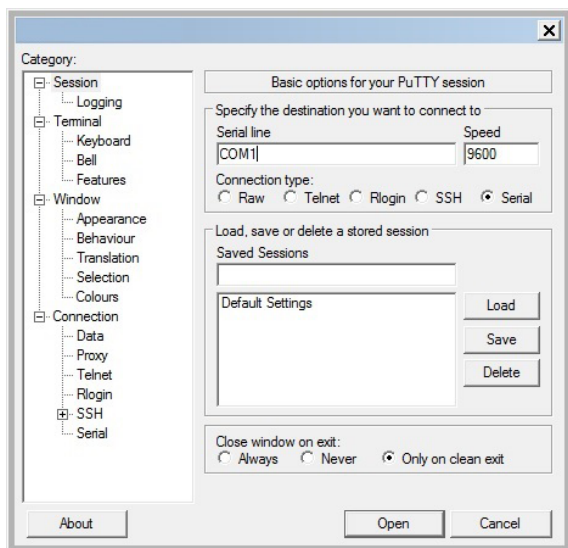 Category:
Session
Logging
Terminal
Keyboard
Bell
Features
Window
Appearance
Behaviour
Translation
Selection
Colours
Connection
Data
Proxy
Telnet
Rlogin
SSH
Serial
Basic options for your PuTTY session
Specify the destination you want to connect to
Serial line Speed
COM1 9600
Connection type:
Raw Telnet Rlogin SSH Serial
Load, save or delete a stored session
Saved Sessions
Default Settings
Load
Save
Delete
Close window on exit:
Always Never Only on clean exit
About Open Cancel